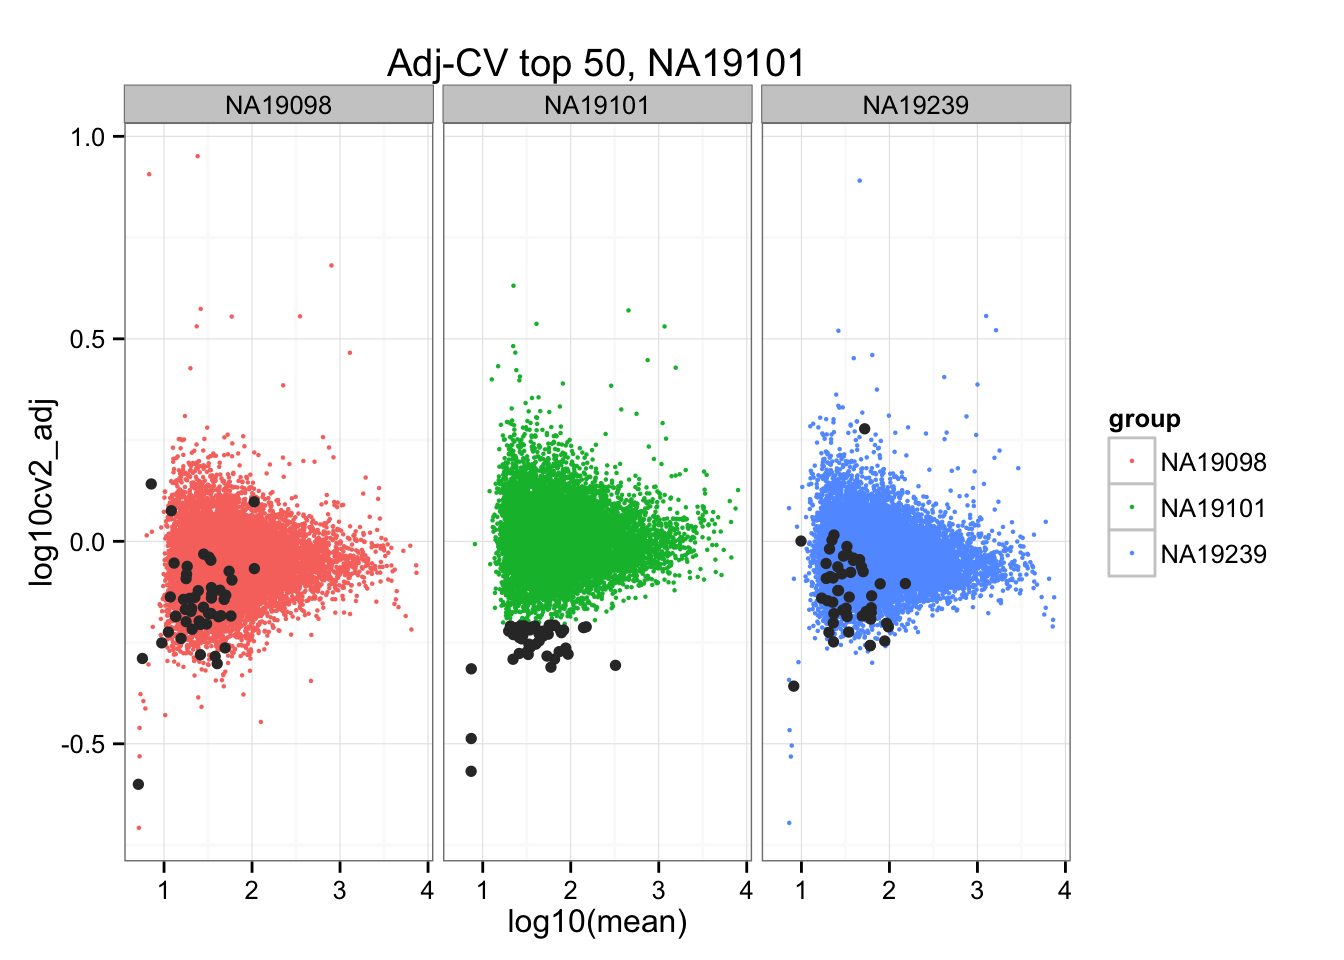 Adj-CV top 50, NA19101
NA19098 NA19101 NA19239
1.0
0.5
0.0
-0.5
log10cv2_adj
1 2 3 4 1 2 3 4 1 2 3 4
log10(mean)
group
NA19098
NA19101
NA19239